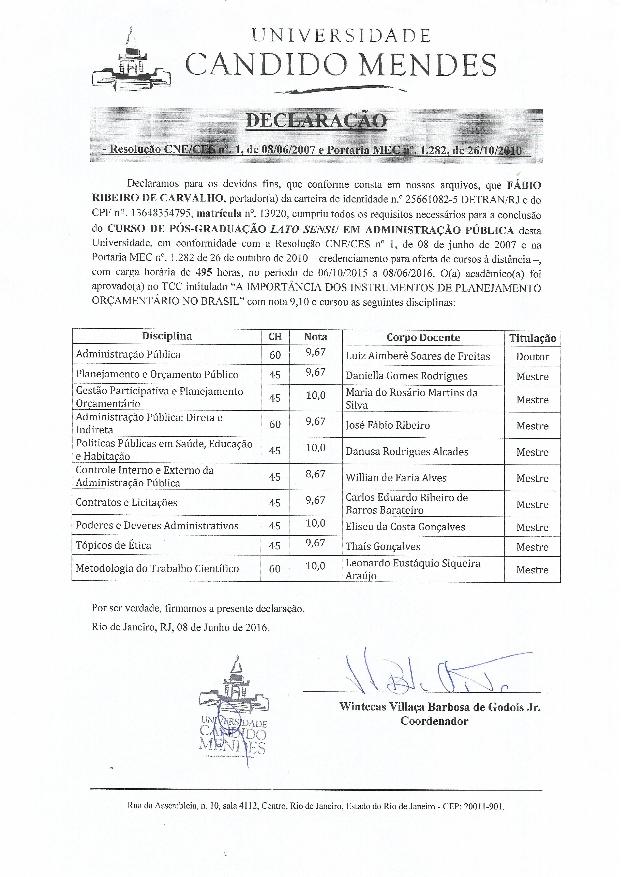 UNIVERSIDADE
CANDIDO MENDES
DECLARAÇÃO
- Resolução CNE/CES nº. 1, de 08/06/2007 e Portaria MEC nº. 1.282, de 26/10/2010
Declaramos para os devidos fins, que conforme consta em nossos arquivos, que FÁBIO
RIBEIRO DE CARVALHO, portador(a) da carteira de identidade n.º 25661082-5 DETRAN/RJ e do
CPF nº. 13648354795, matrícula nº. 13920, cumpriu todos os requisitos necessários para a conclusão
do CURSO DE PÓS-GRADUAÇÃO LATO SENSU EM ADMINISTRAÇÃO PÚBLICA desta
Universidade, em conformidade com a Resolução CNE/CES nº 1, de 08 de junho de 2007 e na
Portaria MEC nº. 1.282 de 26 de outubro de 2010 – credenciamento para oferta de cursos à distância –,
com carga horária de 495 horas, no período de 06/10/2015 a 08/06/2016. O(a) acadêmico(a) foi
aprovado(a) no TCC intitulado “A IMPORTÂNCIA DOS INSTRUMENTOS DE PLANEJAMENTO
ORÇAMENTÁRIO NO BRASIL” com nota 9,10 e cursou as seguintes disciplinas:
Disciplina CH Nota Corpo Docente Titulação
Administração Pública 60 9,67 Luiz Aimberê Soares de Freitas Doutor
Planejamento e Orçamento Público 45 9,67 Daniella Gomes Rodrigues Mestre
Gestão Participativa e Planejamento
Orçamentário 45 10,0 Maria do Rosário Martins da
Silva Mestre
Administração Pública: Direta e
Indireta 60 9,67 José Fábio Ribeiro Mestre
Políticas Públicas em Saúde, Educação
e Habitação 45 10,0 Danusa Rodrigues Alcades Mestre
Controle Interno e Externo da
Administração Pública 45 8,67 Willian de Faria Alves Mestre
Contratos e Licitações 45 9,67 Carlos Eduardo Ribeiro de
Barros Barateiro Mestre
Poderes e Deveres Administrativos 45 10,0 Eliseu da Costa Gonçalves Mestre
Tópicos de Ética 45 9,67 Thaís Gonçalves Mestre
Metodologia do Trabalho Científico 60 10,0 Leonardo Eustáquio Siqueira
Araújo Mestre
Por ser verdade, firmamos a presente declaração.
Rio de Janeiro, RJ, 08 de Junho de 2016.
UNIVERSIDADE
CANDIDO
MENDES
Wintecas Villaça Barbosa de Godois Jr.
Coordenador
Rua da Assembleia, n. 10, sala 4112, Centro, Rio de Janeiro, Estado do Rio de Janeiro - CEP: 20011-901.